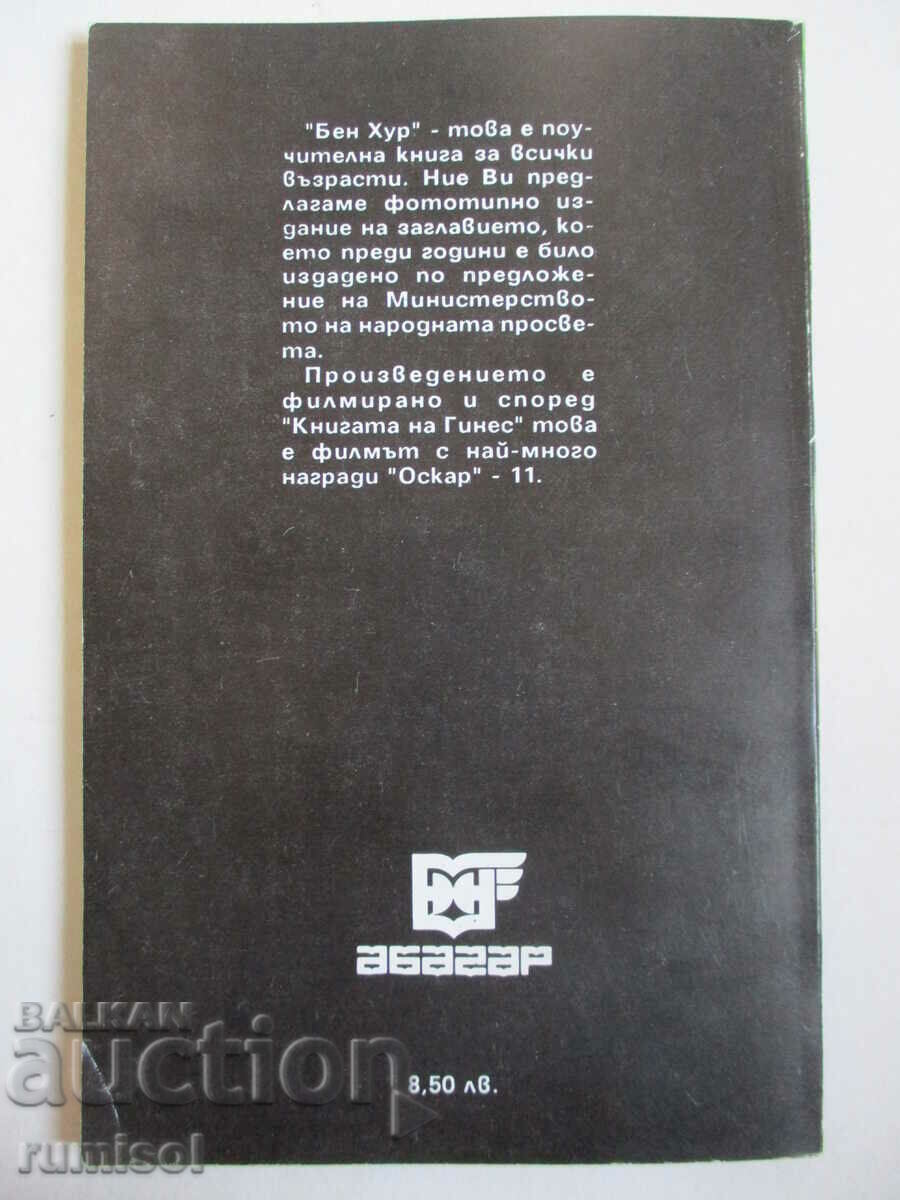 "Бен Хур" - това е поу-
чителна книга за всички
възрасти. Ние Ви пред-
лагаме фототипно из-
дание на заглавието, ко-
ето преди години е било
издадено по предложе-
ние на Министерство-
то на народната просве-
та.
Произведението е
филмирано и според
"Книгата на Гинес" това
е филмът с най-много
награди "Оскар" - 11.
абагар
BALKAN
auction
8,50 лв.
rumisol